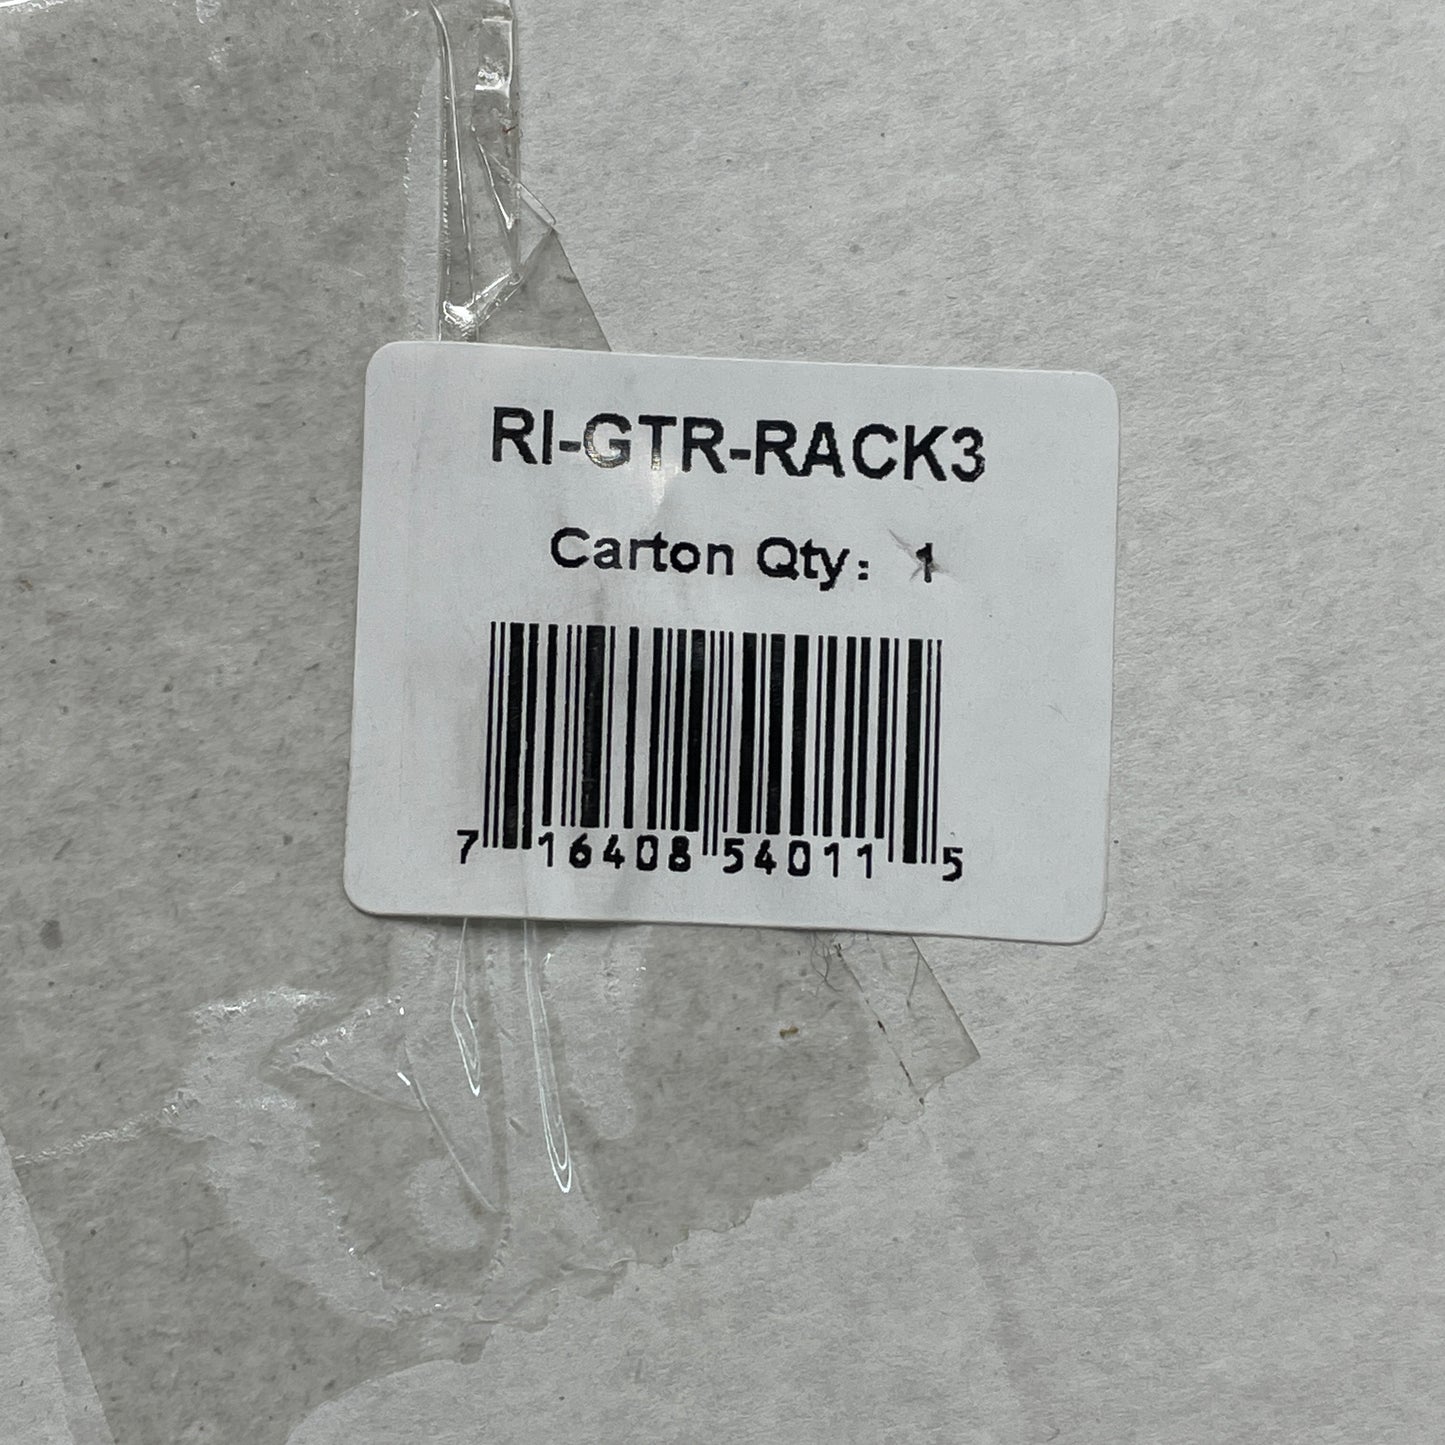 RI-GTR-RACK3
Carton Qty: 1
7 16408 54011 5